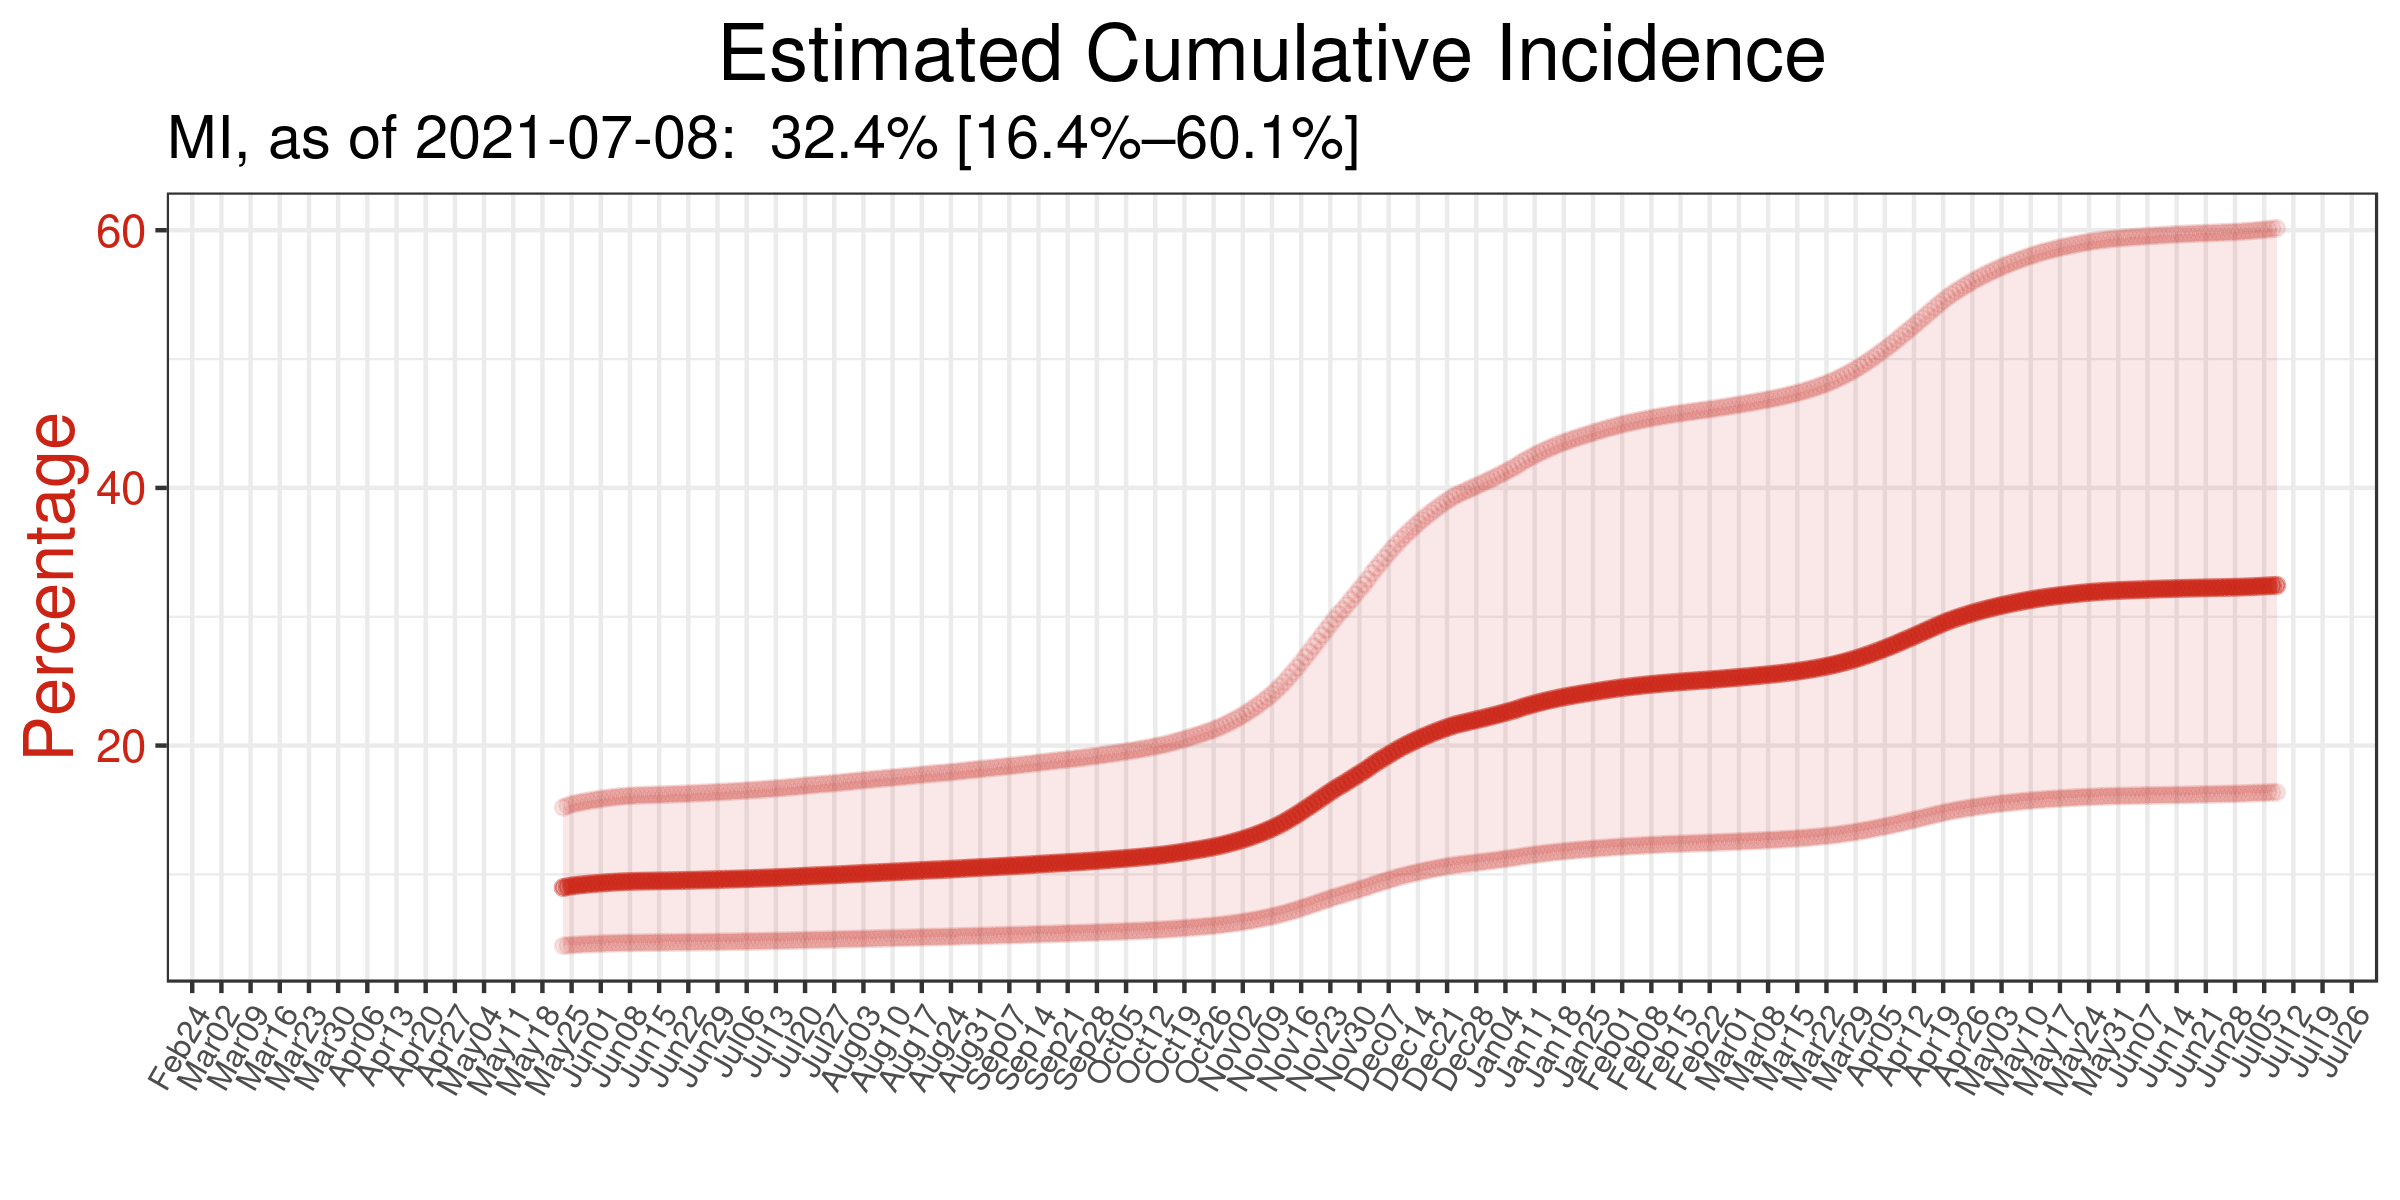 Estimated Cumulative Incidence
MI, as of 2021-07-08:  32.4% [16.4%–60.1%]
Percentage
60
40
20
Feb24 Mar02 Mar09 Mar16 Mar23 Mar30 Apr06 Apr13 Apr20 Apr27 May04 May11 May18 May25 Jun01 Jun08 Jun15 Jun22 Jun29 Jul06 Jul13 Jul20 Jul27 Aug03 Aug10 Aug17 Aug24 Aug31 Sep07 Sep14 Sep21 Sep28 Oct05 Oct12 Oct19 Oct26 Nov02 Nov09 Nov16 Nov23 Nov30 Dec07 Dec14 Dec21 Dec28 Jan04 Jan11 Jan18 Jan25 Feb01 Feb08 Feb15 Feb22 Mar01 Mar08 Mar15 Mar22 Mar29 Apr05 Apr12 Apr19 Apr26 May03 May10 May17 May24 May31 Jun07 Jun14 Jun21 Jun28 Jul05 Jul12 Jul19 Jul26